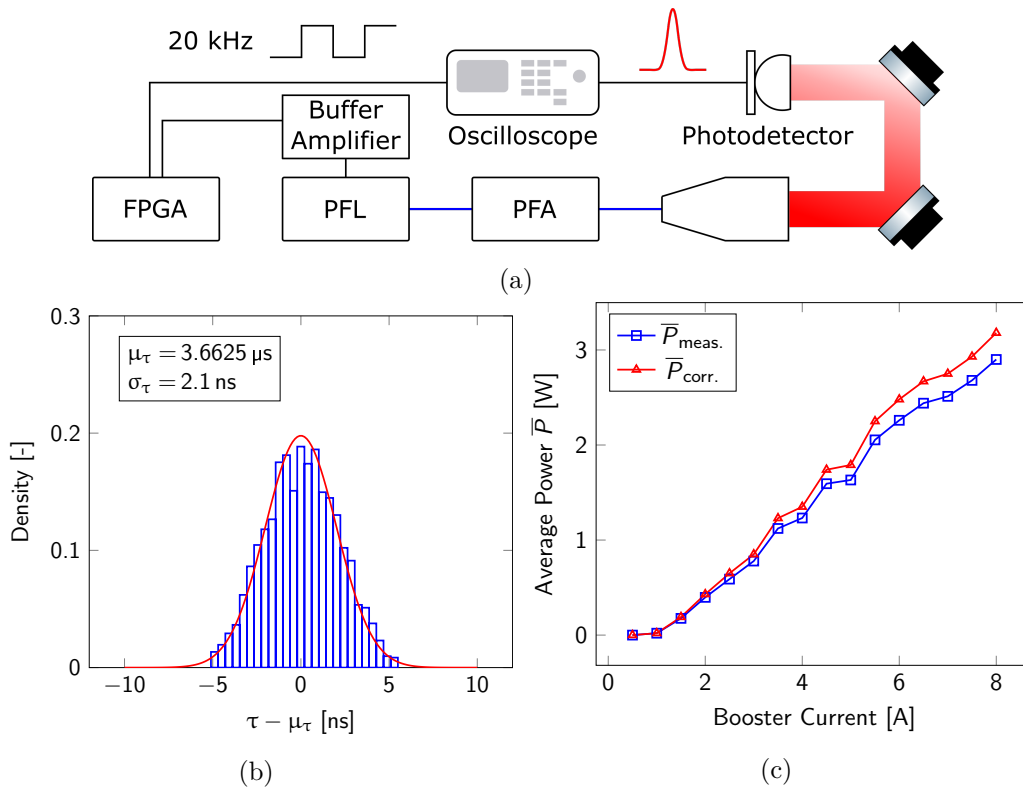 20 kHz
Buffer
Amplifier
Oscilloscope
Photodetector
FPGA
PFL
PFA
(a)
0.3
0.2
0.1
0
Density [-]
μτ = 3.6625 μs
στ = 2.1 ns
−10
−5
0
5
10
τ − μτ [ns]
(b)
P̅meas.
P̅corr.
3
2
1
0
Average Power P̅ [W]
0
2
4
6
8
Booster Current [A]
(c)